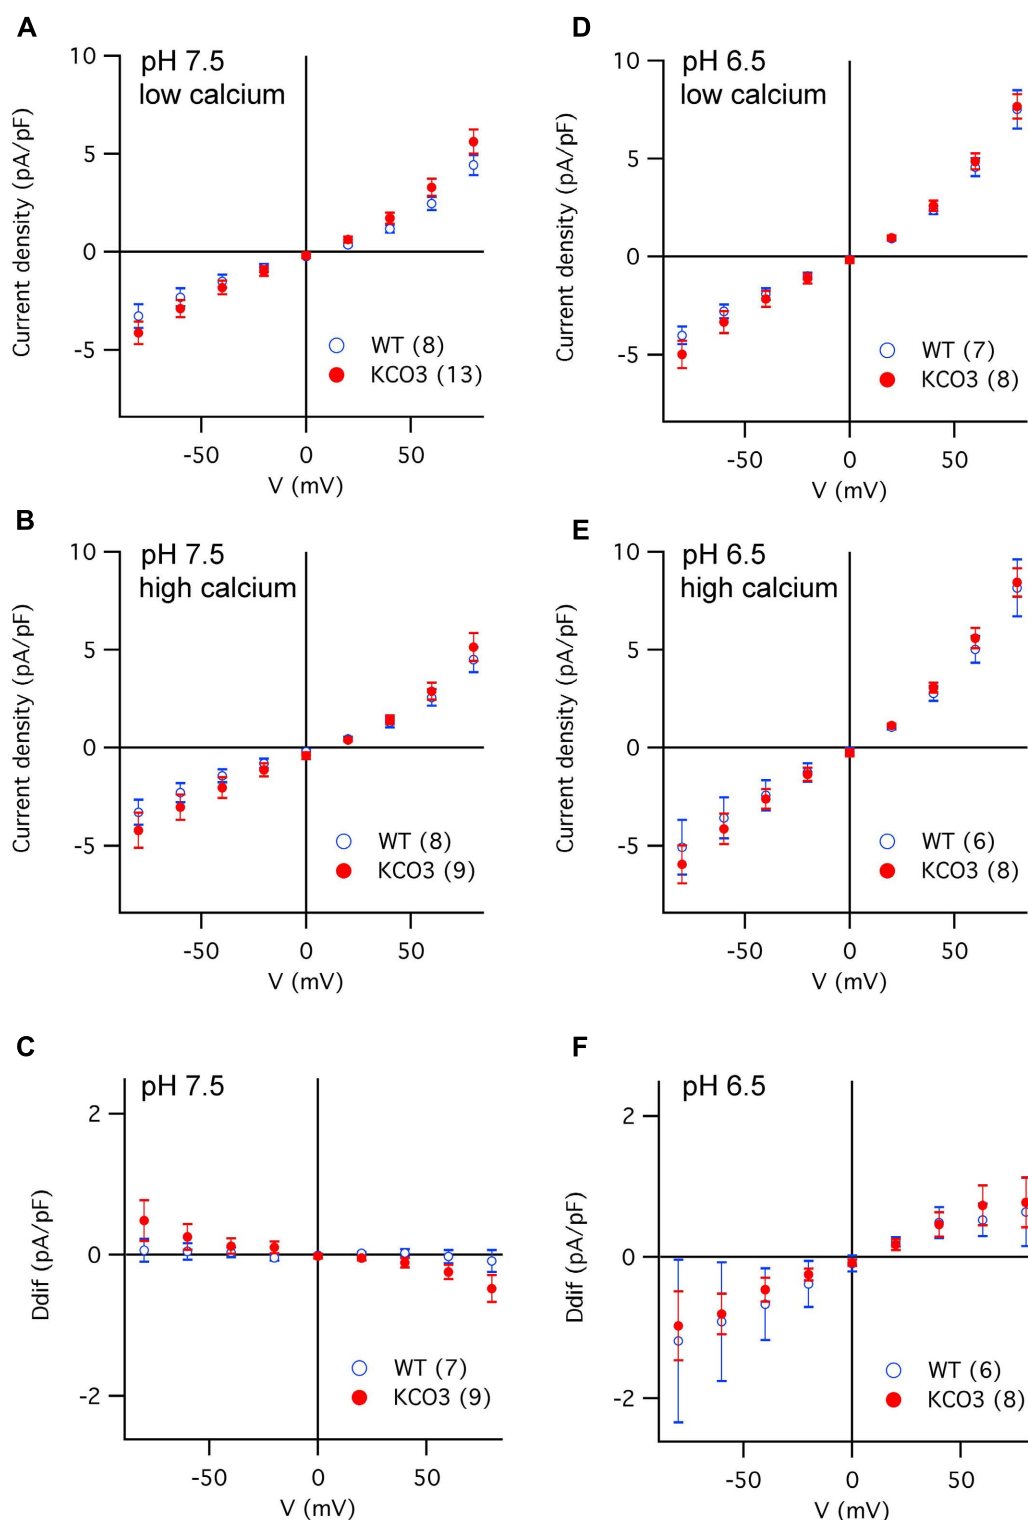 A
pH 7.5
low calcium
10
5
0
-5
Current density (pA/pF)
WT (8)
KCO3 (13)
-50
0
50
V (mV)
D
pH 6.5
low calcium
10
5
0
-5
Current density (pA/pF)
WT (7)
KCO3 (8)
-50
0
50
V (mV)
B
pH 7.5
high calcium
10
5
0
-5
Current density (pA/pF)
WT (8)
KCO3 (9)
-50
0
50
V (mV)
E
pH 6.5
high calcium
10
5
0
-5
Current density (pA/pF)
WT (6)
KCO3 (8)
-50
0
50
V (mV)
C
pH 7.5
2
0
-2
Ddif (pA/pF)
WT (7)
KCO3 (9)
-50
0
50
V (mV)
F
pH 6.5
2
0
-2
Ddif (pA/pF)
WT (6)
KCO3 (8)
-50
0
50
V (mV)